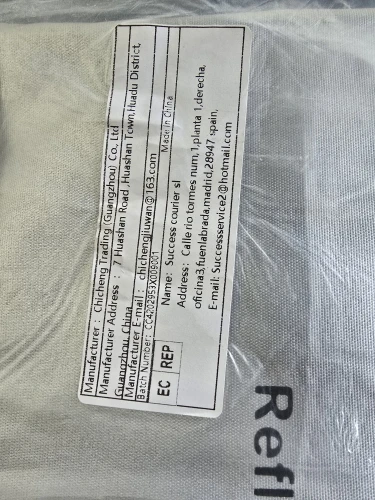 Manufacturer: Chicheng Trading (Guangzhou) Co., Ltd
Manufacturer Address: 7 Huashan Road, Huashan Town, Huadu District,
Guangzhou, China
Manufacturer E-mail: chichengjiuwan@163.com
Batch Number: CC4202953X009001
Made in China
EC REP
Name: Success courier sl
Address: Calle rio tormes num,1,planta 1,derecha,
oficina3,fuenlabrada,madrid,28947 spain,
E-mail: Successservice2@hotmail.com
Refl